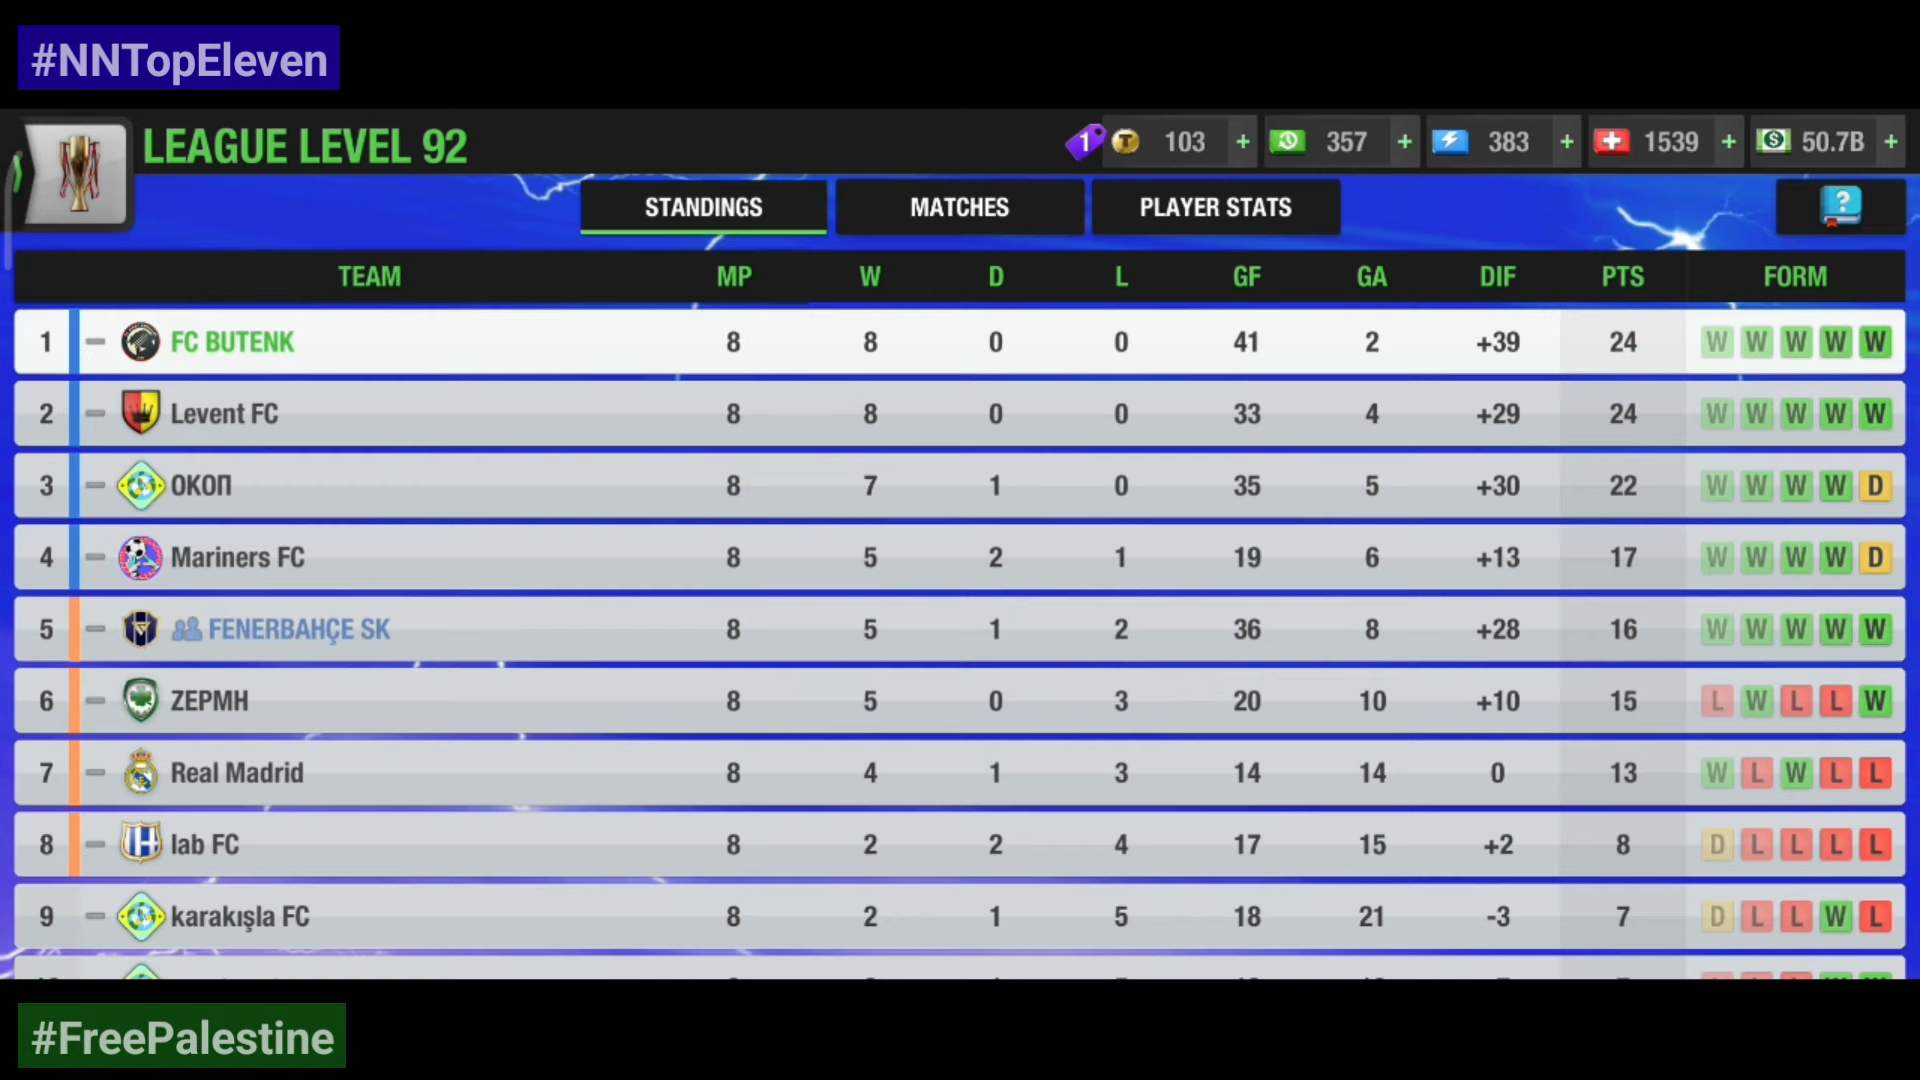 #NNTopEleven
LEAGUE LEVEL 92
1 T 103 + 357 + 383 + 1539 + $ 50.7B +
STANDINGS MATCHES PLAYER STATS ?
TEAM MP W D L GF GA DIF PTS FORM
1 FC BUTENK 8 8 0 0 41 2 +39 24 W W W W W
2 Levent FC 8 8 0 0 33 4 +29 24 W W W W W
3 ОКОП 8 7 1 0 35 5 +30 22 W W W W D
4 Mariners FC 8 5 2 1 19 6 +13 17 W W W W D
5 FENERBAHÇE SK 8 5 1 2 36 8 +28 16 W W W W W
6 ZEPMH 8 5 0 3 20 10 +10 15 L W L L W
7 Real Madrid 8 4 1 3 14 14 0 13 W L W L L
8 lab FC 8 2 2 4 17 15 +2 8 D L L L L
9 karakışla FC 8 2 1 5 18 21 -3 7 D L L W L
#FreePalestine